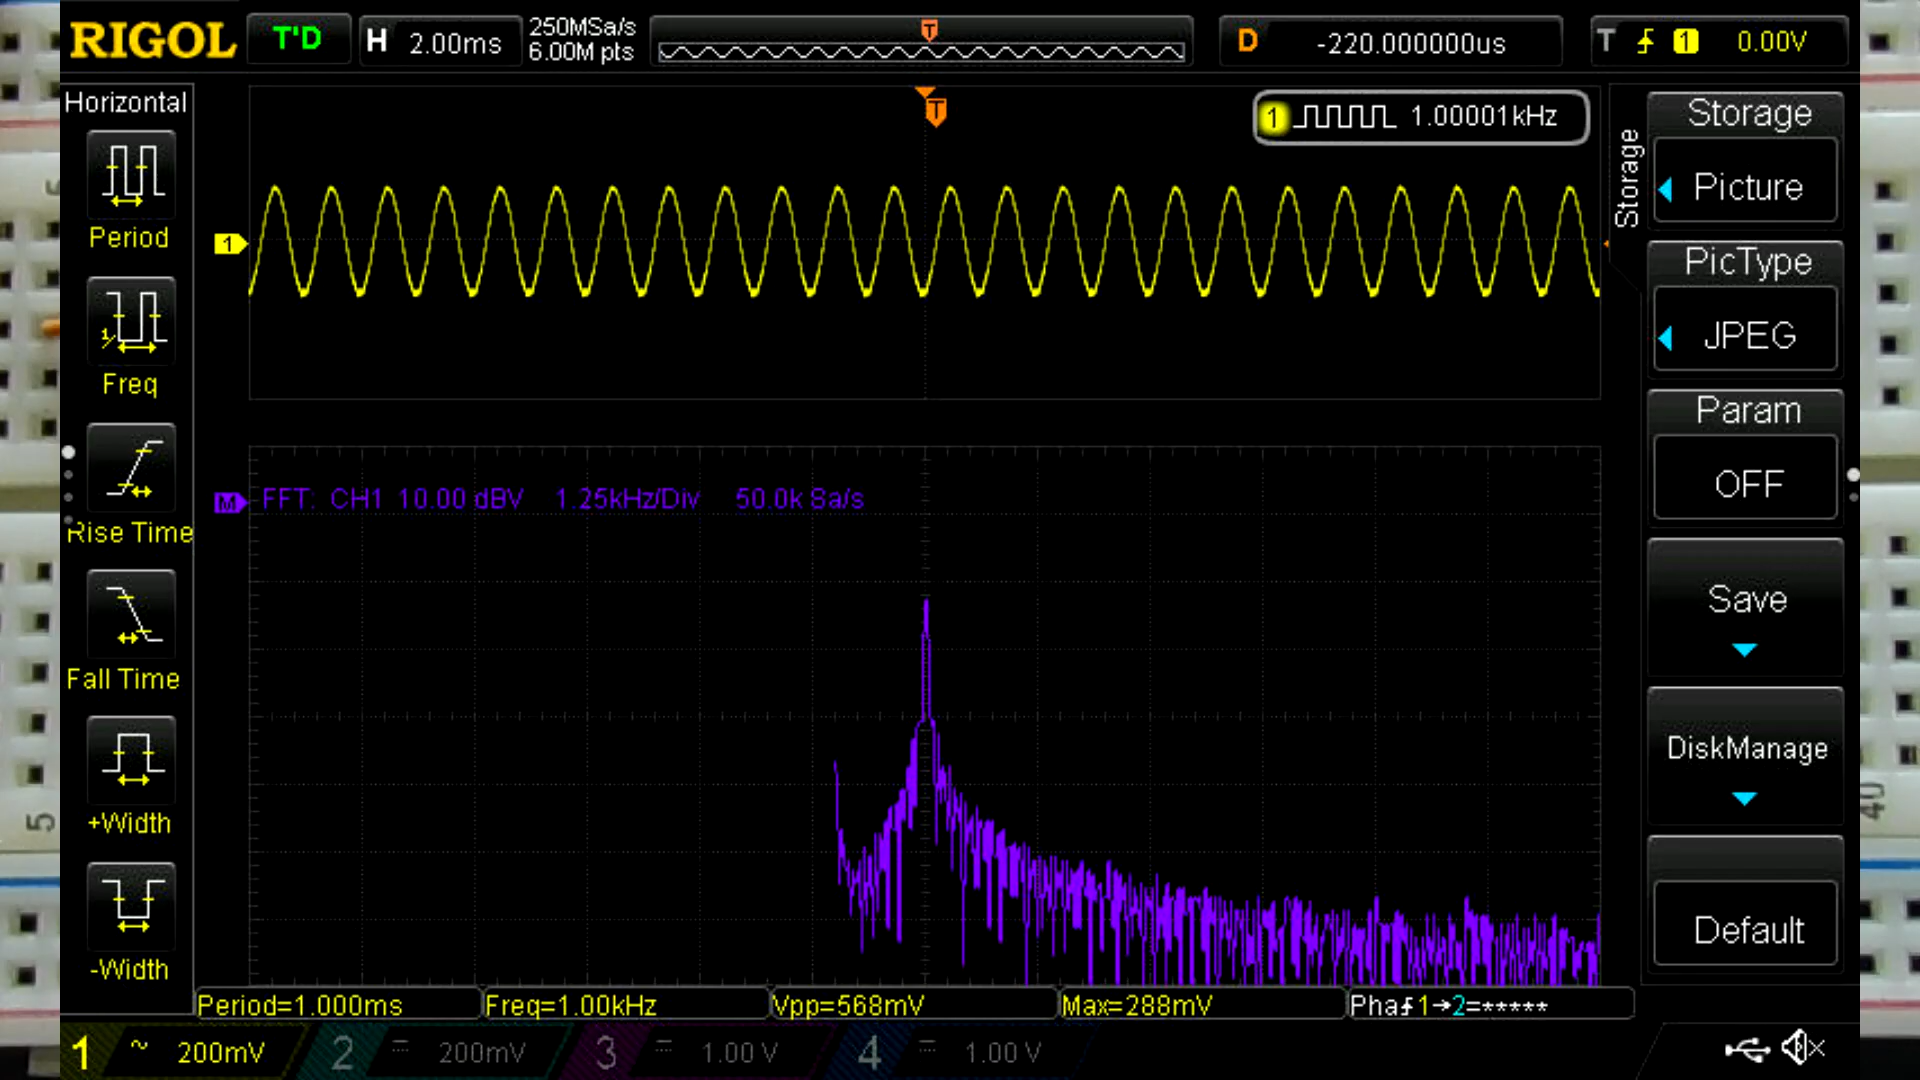 RIGOL T'D H 2.00ms 250MSa/s 6.00M pts T D -220.000000us T 1 0.00V
Horizontal
Period
Freq
Rise Time
Fall Time
+Width
-Width
T
1 1.00001kHz
1
M FFT: CH1 10.00 dBV 1.25kHz/Div 50.0k Sa/s
Storage
Storage
Picture
PicType
JPEG
Param
OFF
Save
DiskManage
Default
Period=1.000ms Freq=1.00kHz Vpp=568mV Max=288mV Pha 1→2=*****
1 ~ 200mV 2 200mV 3 1.00 V 4 1.00 V
5
40